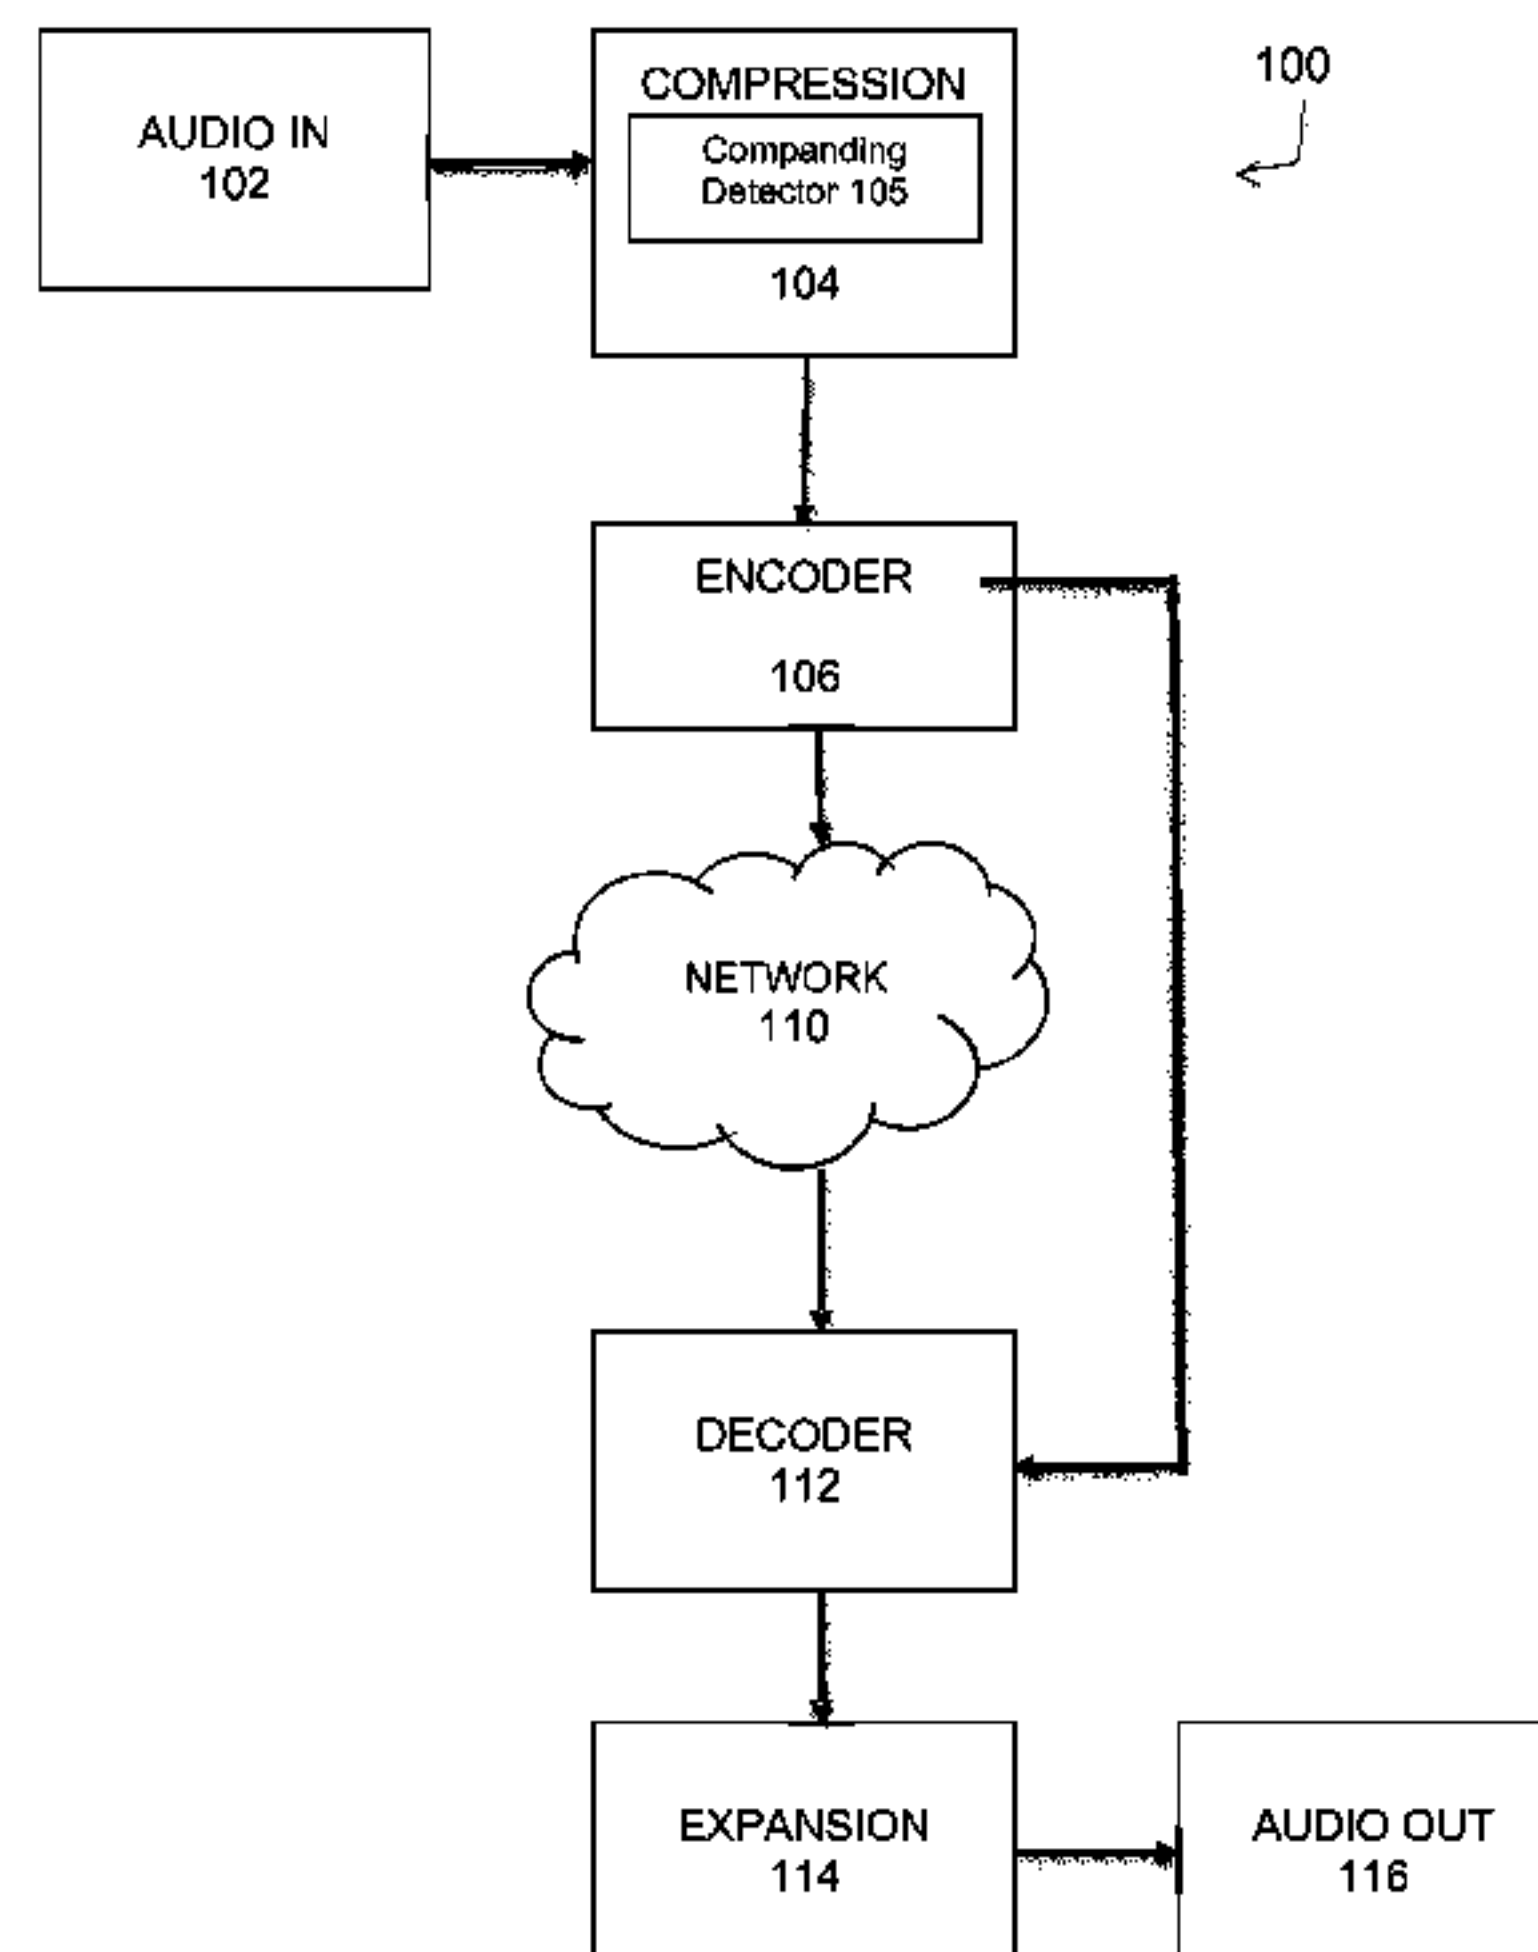 AUDIO IN
102
COMPRESSION
Companding
Detector 105
104
100
ENCODER
106
NETWORK
110
DECODER
112
EXPANSION
114
AUDIO OUT
116